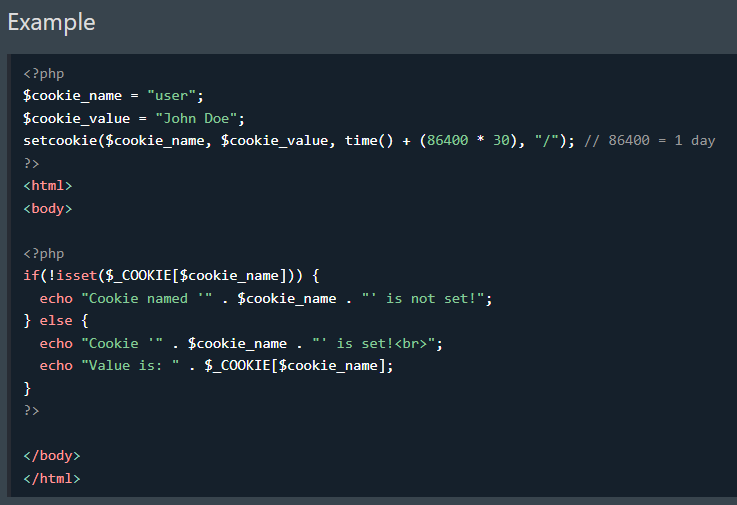 Example
<?php
$cookie_name = "user";
$cookie_value = "John Doe";
setcookie($cookie_name, $cookie_value, time() + (86400 * 30), "/"); // 86400 = 1 day
?>
<html>
<body>
<?php
if(!isset($_COOKIE[$cookie_name])) {
  echo "Cookie named '" . $cookie_name . "' is not set!";
} else {
  echo "Cookie '" . $cookie_name . "' is set!<br>";
  echo "Value is: " . $_COOKIE[$cookie_name];
}
?>
</body>
</html>